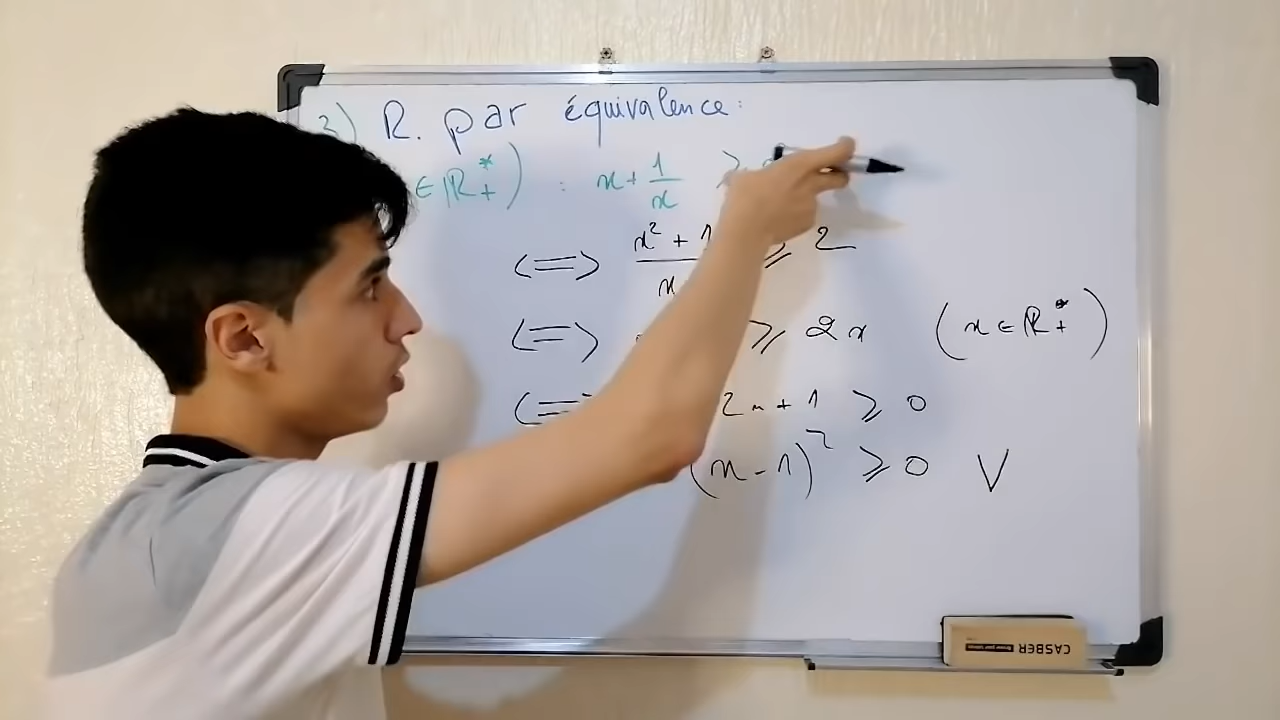 3) R. par équivalence:
∈ ℝ*₊) : x + 1/x ≥
⟺ x² + 1 / x ≥ 2
⟺ ≥ 2x (x ∈ ℝ*₊)
⟺ 2x + 1 ≥ 0
(x - 1)² ≥ 0 V
CASBER